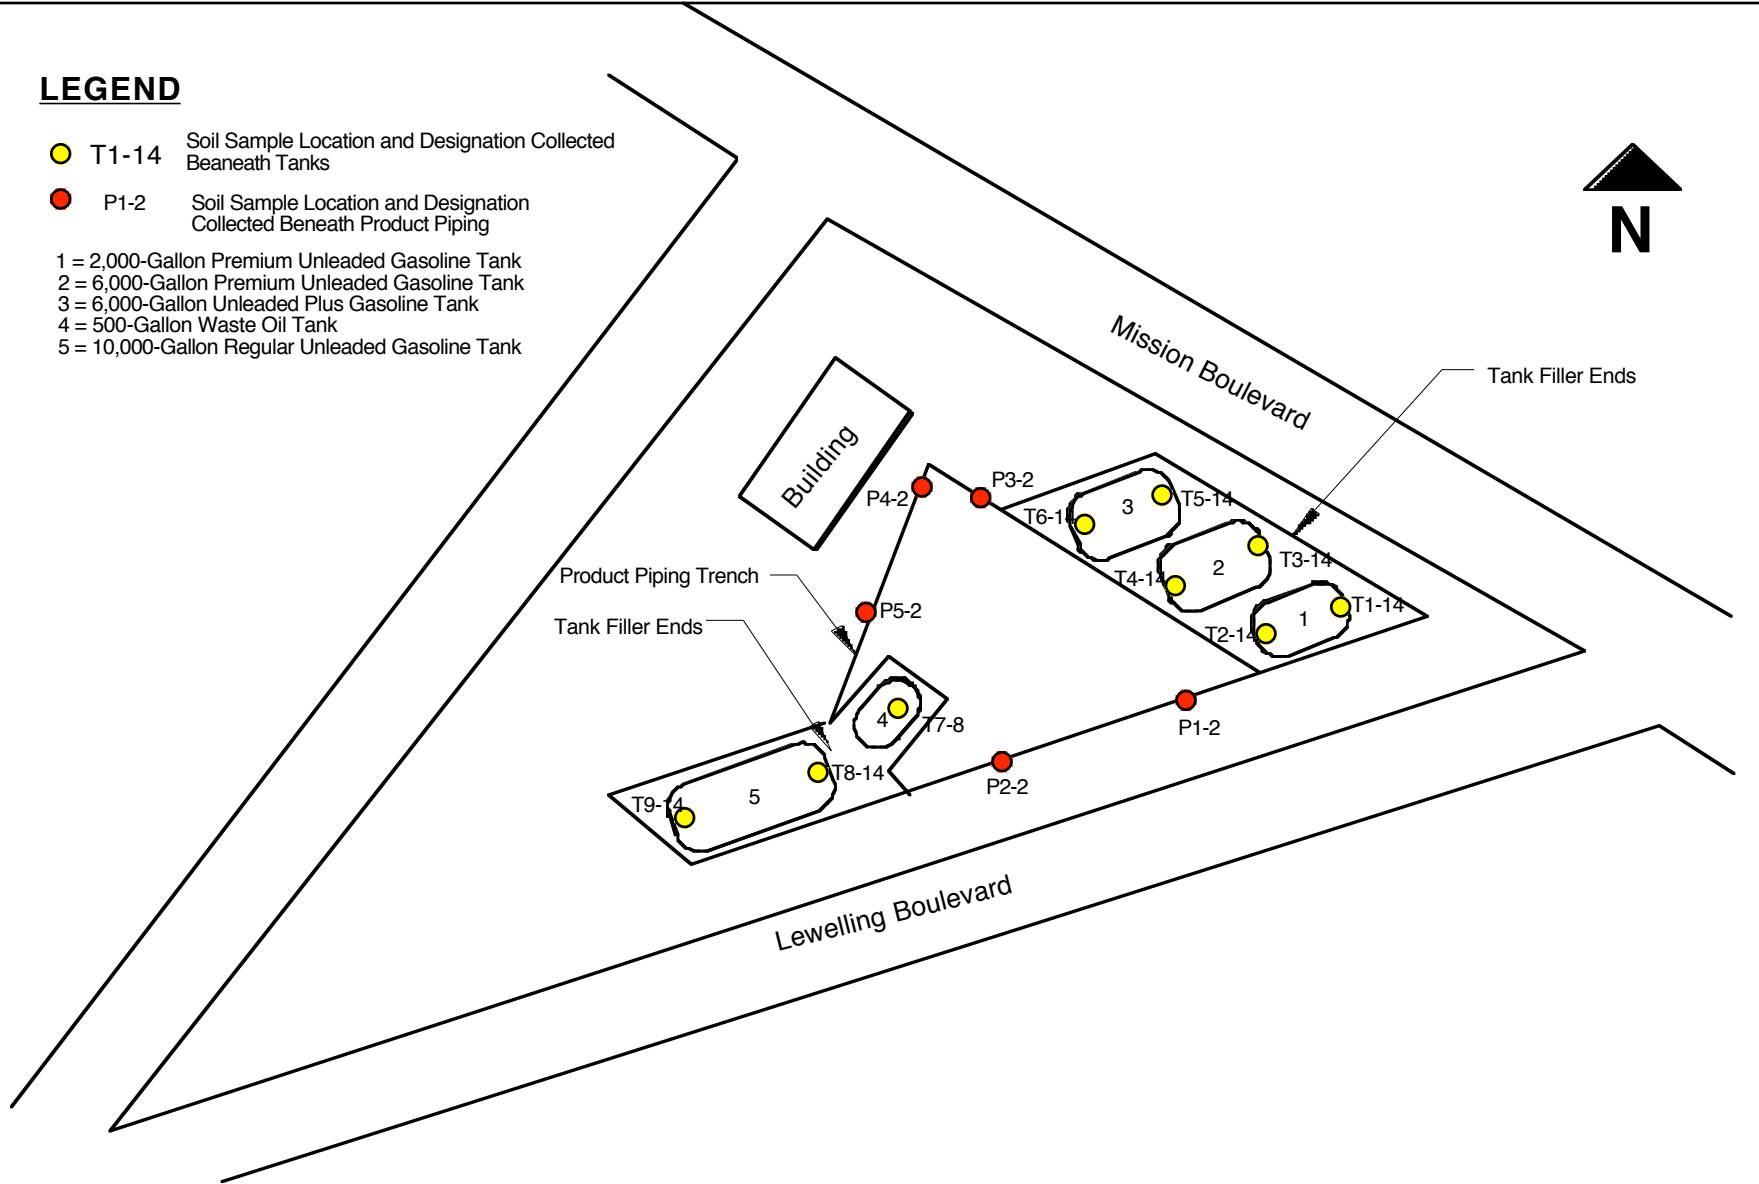 LEGEND
T1-14 Soil Sample Location and Designation Collected
Beaneath Tanks
P1-2 Soil Sample Location and Designation
Collected Beneath Product Piping
1 = 2,000-Gallon Premium Unleaded Gasoline Tank
2 = 6,000-Gallon Premium Unleaded Gasoline Tank
3 = 6,000-Gallon Unleaded Plus Gasoline Tank
4 = 500-Gallon Waste Oil Tank
5 = 10,000-Gallon Regular Unleaded Gasoline Tank
N
Mission Boulevard
Tank Filler Ends
Building
P4-2
P3-2
3
T5-14
T6-14
2
T3-14
T4-14
1
T1-14
T2-14
Product Piping Trench
P5-2
Tank Filler Ends
4
T7-8
P1-2
T8-14
P2-2
5
T9-14
Lewelling Boulevard